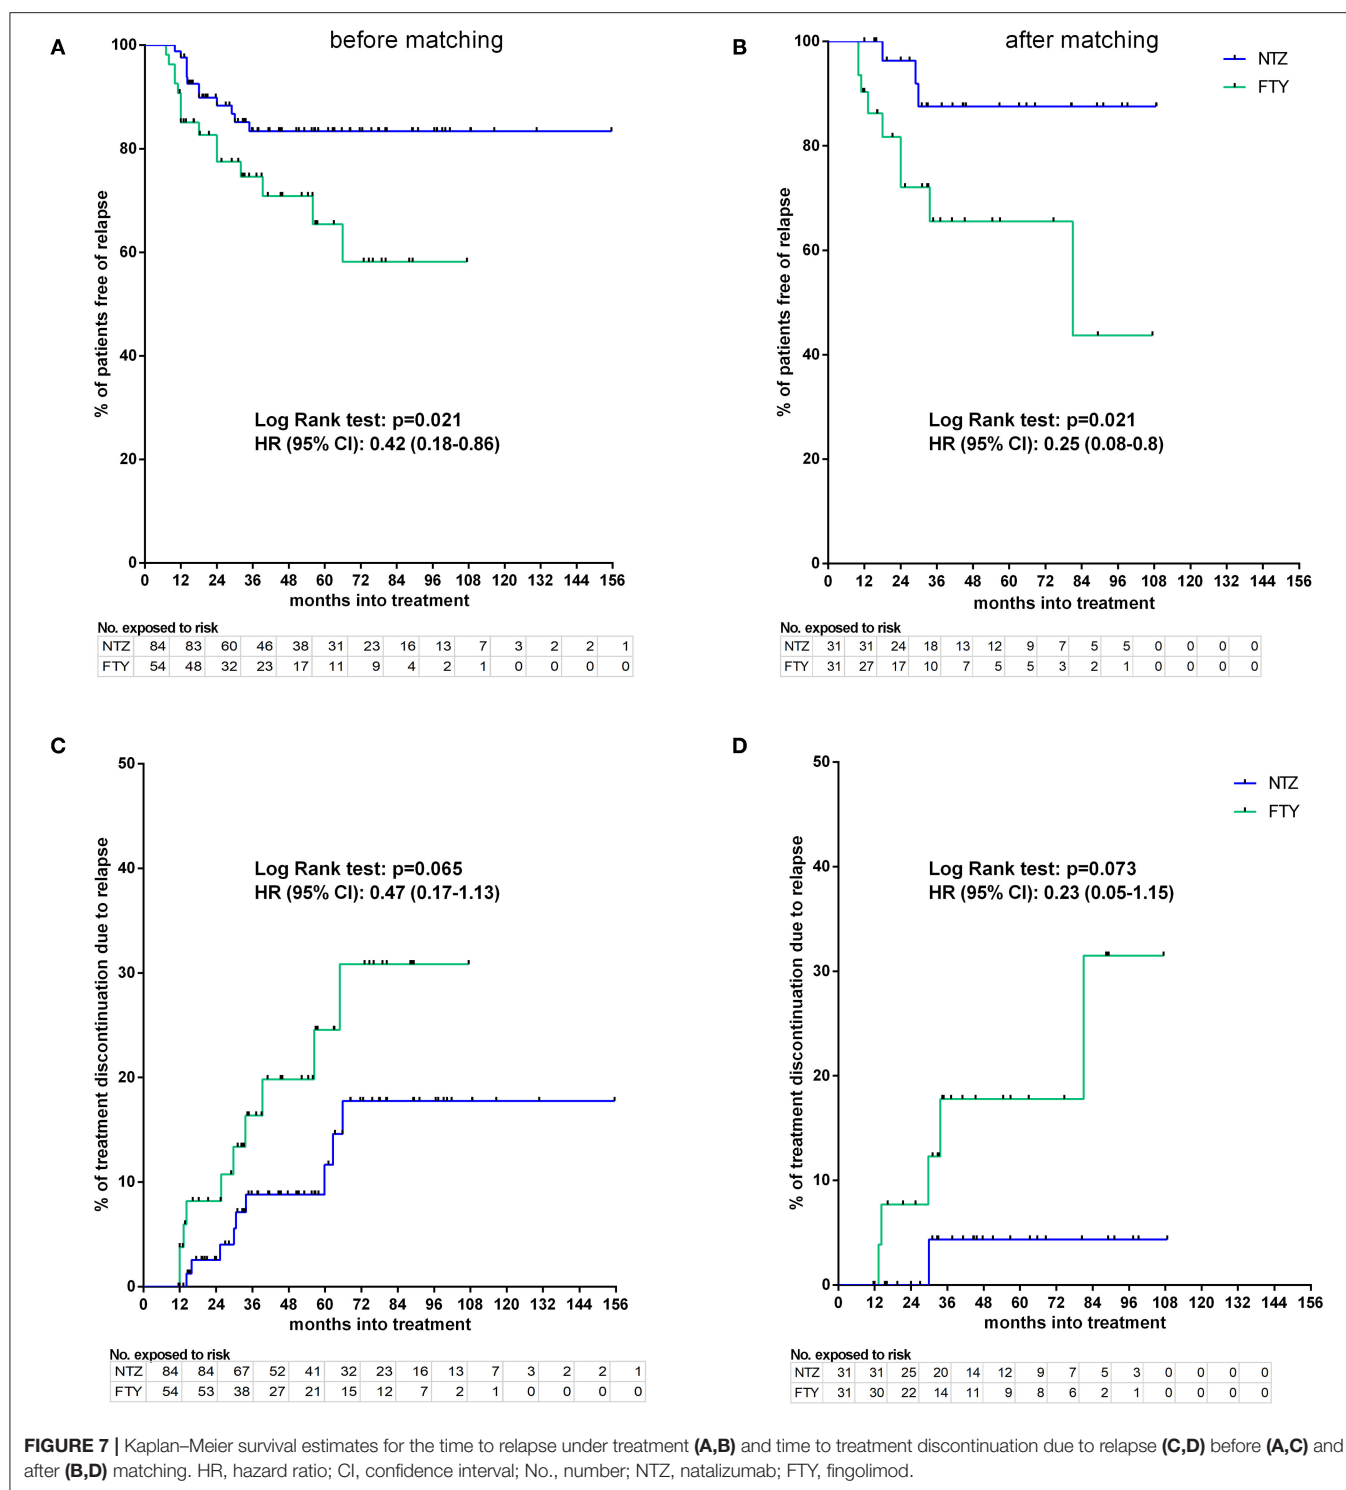 A
before matching
100
80
60
40
20
0
% of patients free of relapse
Log Rank test: p=0.021
HR (95% CI): 0.42 (0.18-0.86)
0 12 24 36 48 60 72 84 96 108 120 132 144 156
months into treatment
No. exposed to risk
NTZ 84 83 60 46 38 31 23 16 13 7 3 2 2 1
FTY 54 48 32 23 17 11 9 4 2 1 0 0 0 0
B
after matching
NTZ
FTY
100
80
60
40
20
0
% of patients free of relapse
Log Rank test: p=0.021
HR (95% CI): 0.25 (0.08-0.8)
0 12 24 36 48 60 72 84 96 108 120 132 144 156
months into treatment
No. exposed to risk
NTZ 31 31 24 18 13 12 9 7 5 5 0 0 0 0
FTY 31 27 17 10 7 5 5 3 2 1 0 0 0 0
C
50
40
30
20
10
0
% of treatment discontinuation due to relapse
Log Rank test: p=0.065
HR (95% CI): 0.47 (0.17-1.13)
0 12 24 36 48 60 72 84 96 108 120 132 144 156
months into treatment
No. exposed to risk
NTZ 84 84 67 52 41 32 23 16 13 7 3 2 2 1
FTY 54 53 38 27 21 15 12 7 2 1 0 0 0 0
D
NTZ
FTY
50
40
30
20
10
0
% of treatment discontinuation due to relapse
Log Rank test: p=0.073
HR (95% CI): 0.23 (0.05-1.15)
0 12 24 36 48 60 72 84 96 108 120 132 144 156
months into treatment
No. exposed to risk
NTZ 31 31 25 20 14 12 9 7 5 3 0 0 0 0
FTY 31 30 22 14 11 9 8 6 2 1 0 0 0 0
FIGURE 7 | Kaplan–Meier survival estimates for the time to relapse under treatment (A,B) and time to treatment discontinuation due to relapse (C,D) before (A,C) and
after (B,D) matching. HR, hazard ratio; CI, confidence interval; No., number; NTZ, natalizumab; FTY, fingolimod.